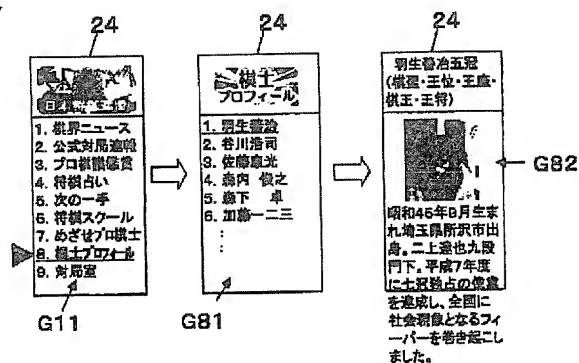 24
1. 棋界ニュース
2. 公式対局速報
3. プロ棋譜鑑賞
4. 将棋占い
5. 次の一手
6. 将棋スクール
7. めざせプロ棋士
8. 棋士プロフィール
9. 対局室
G11
24
棋士
プロフィール
1. 羽生善治
2. 谷川浩司
3. 佐藤康光
4. 森内 俊之
5. 森下 卓
6. 加藤一二三
:
:
G81
24
羽生善治五冠
(棋聖・王位・王座・
棋王・王将)
G82
昭和45年9月生ま
れ埼玉県所沢市出
身。二上達也九段
門下。平成7年度
に七冠独占の偉業
を達成し、全国に
社会現象となるフィ
ーバーを巻き起こし
ました。